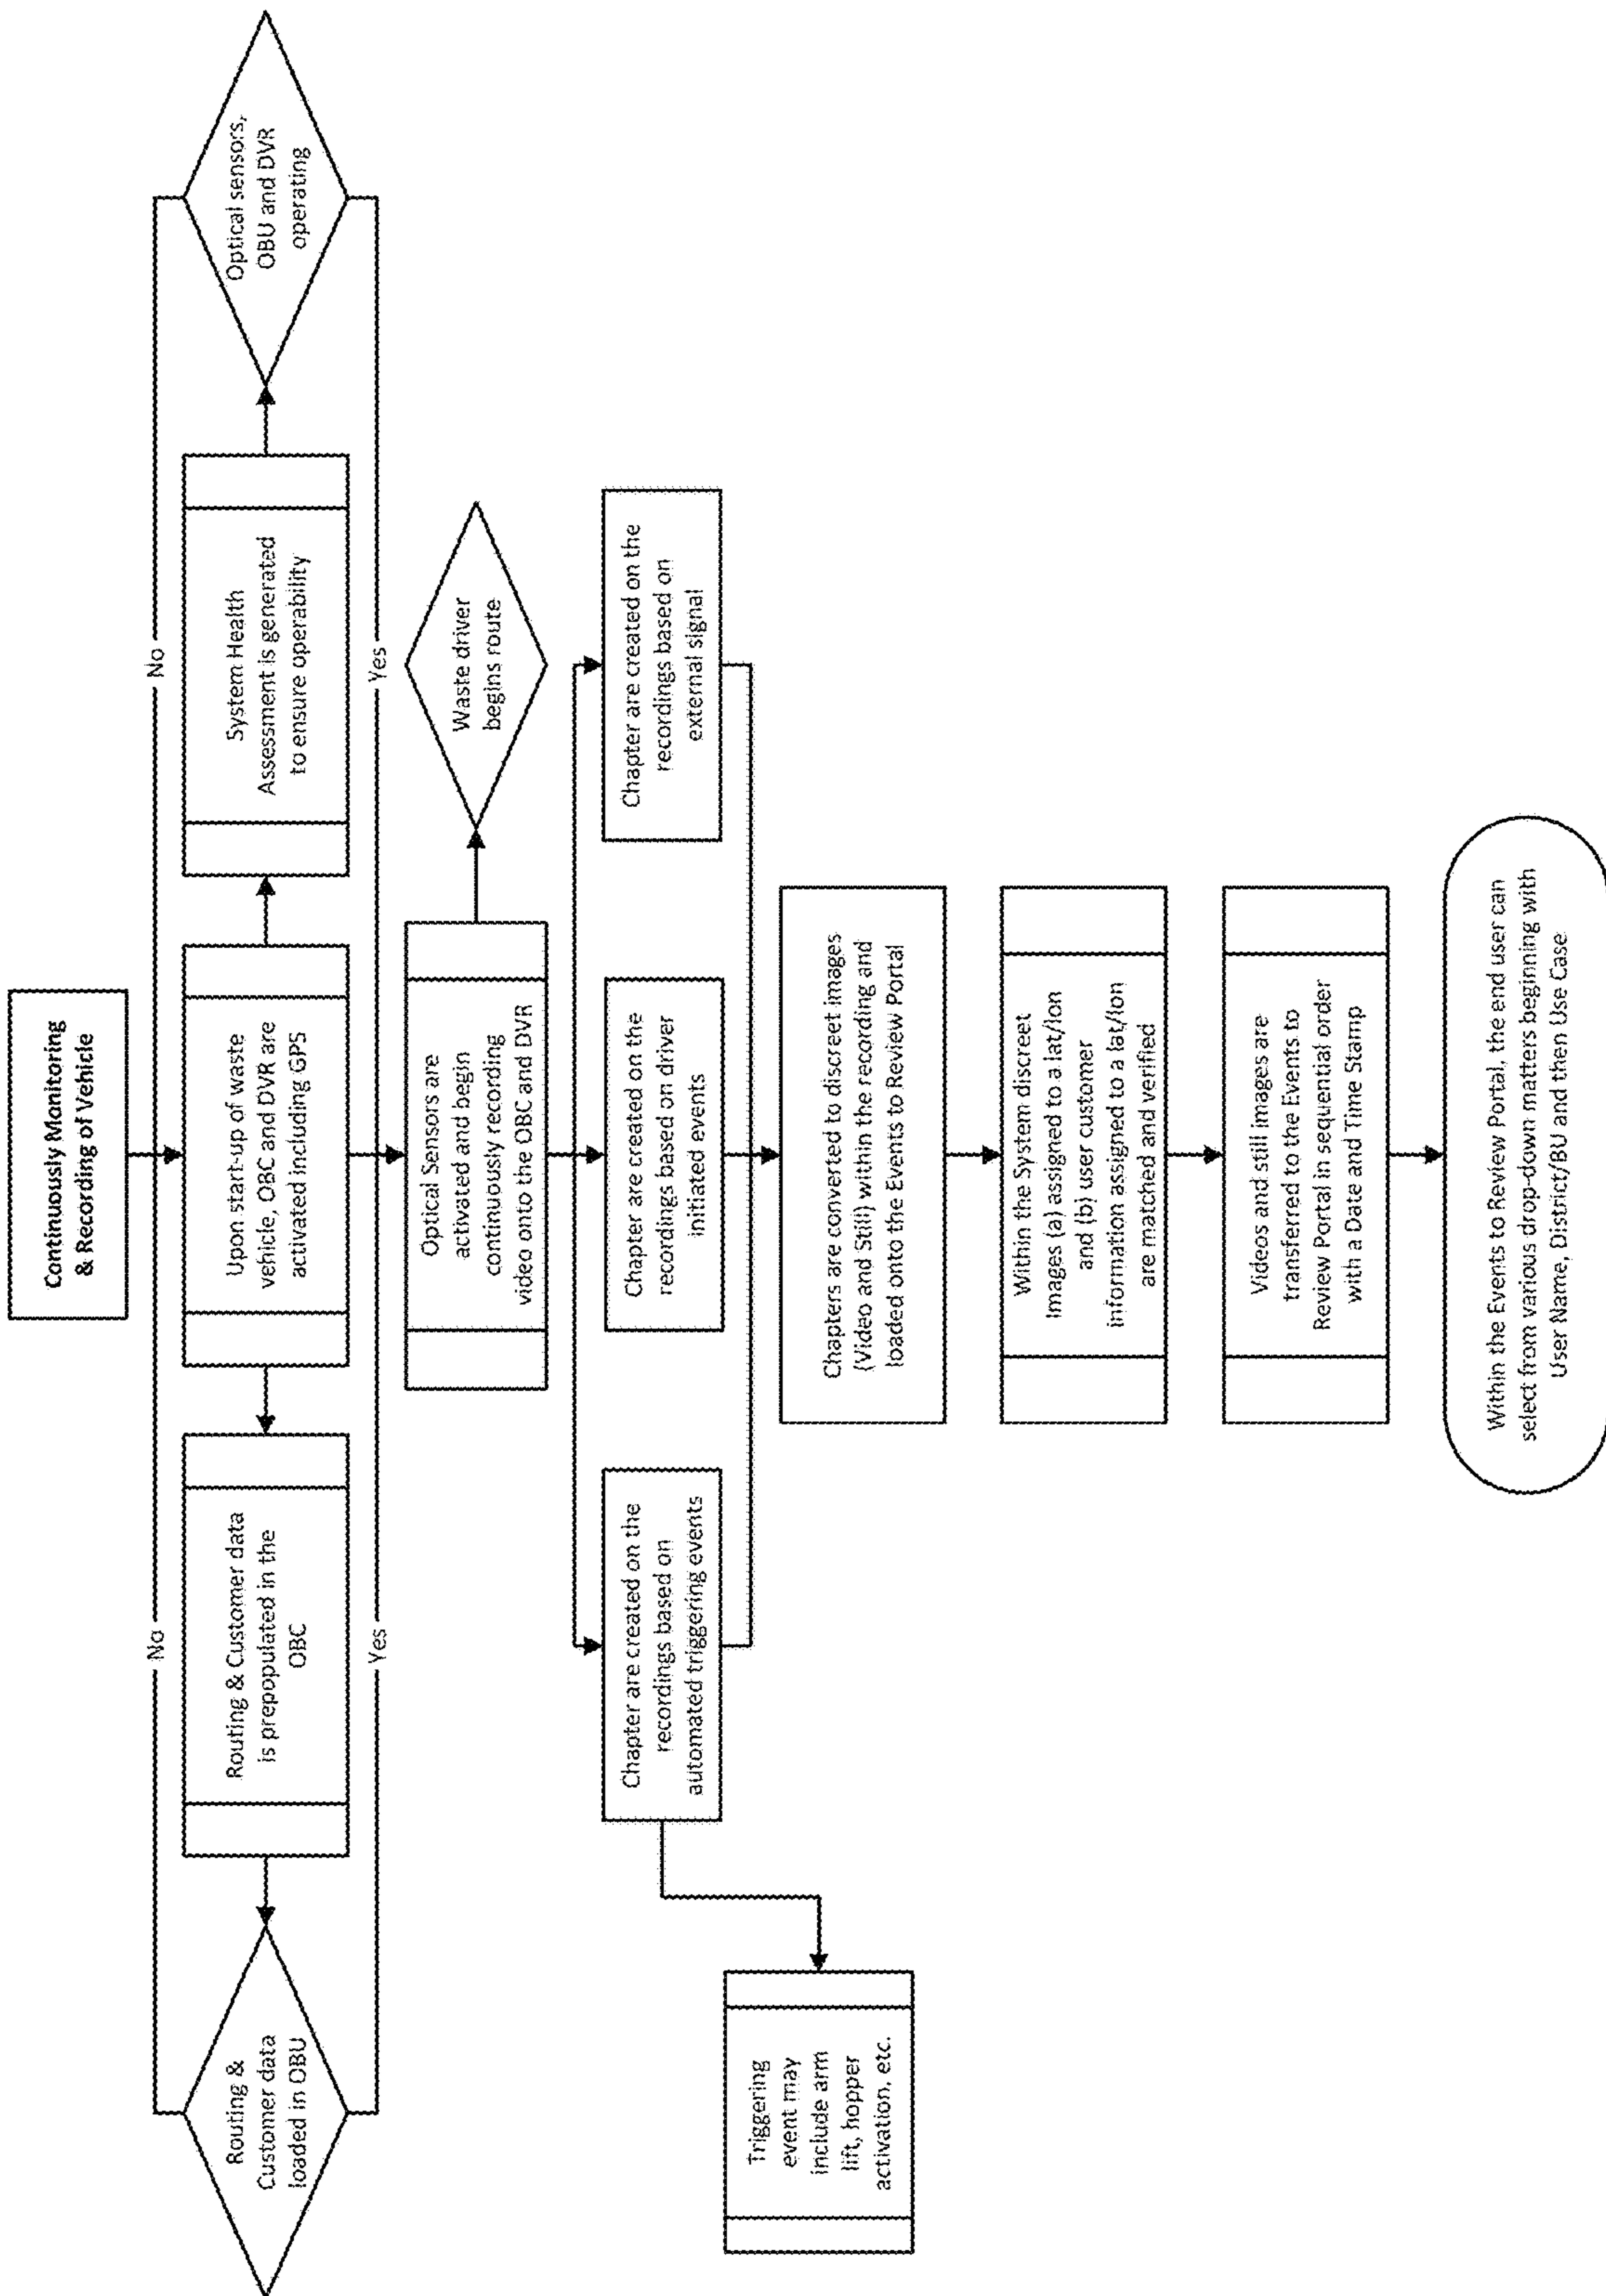 Continuously Monitoring
& Recording of Vehicle
No
No
Routing &
Customer data
loaded in OBU
Routing & Customer data
is prepopulated in the
OBC
Upon start-up of waste
vehicle, OBC and DVR are
activated including GPS
System Health
Assessment is generated
to ensure operability
Optical sensors,
OBU and DVR
operating
Yes
Yes
Optical Sensors are
activated and begin
continuously recording
video onto the OBC and DVR
Waste driver
begins route
Chapter are created on the
recordings based on
automated triggering events
Chapter are created on the
recordings based on driver
initiated events
Chapter are created on the
recordings based on
external signal
Triggering
event may
include arm
lift, hopper
activation, etc.
Chapters are converted to discreet images
(Video and Still) within the recording and
loaded onto the Events to Review Portal
Within the System discreet
images (a) assigned to a lat/lon
and (b) user customer
information assigned to a lat/lon
are matched and verified
Videos and still images are
transferred to the Events to
Review Portal in sequential order
with a Date and Time Stamp
Within the Events to Review Portal, the end user can
select from various drop-down matters beginning with
User Name, District/BU and then Use Case